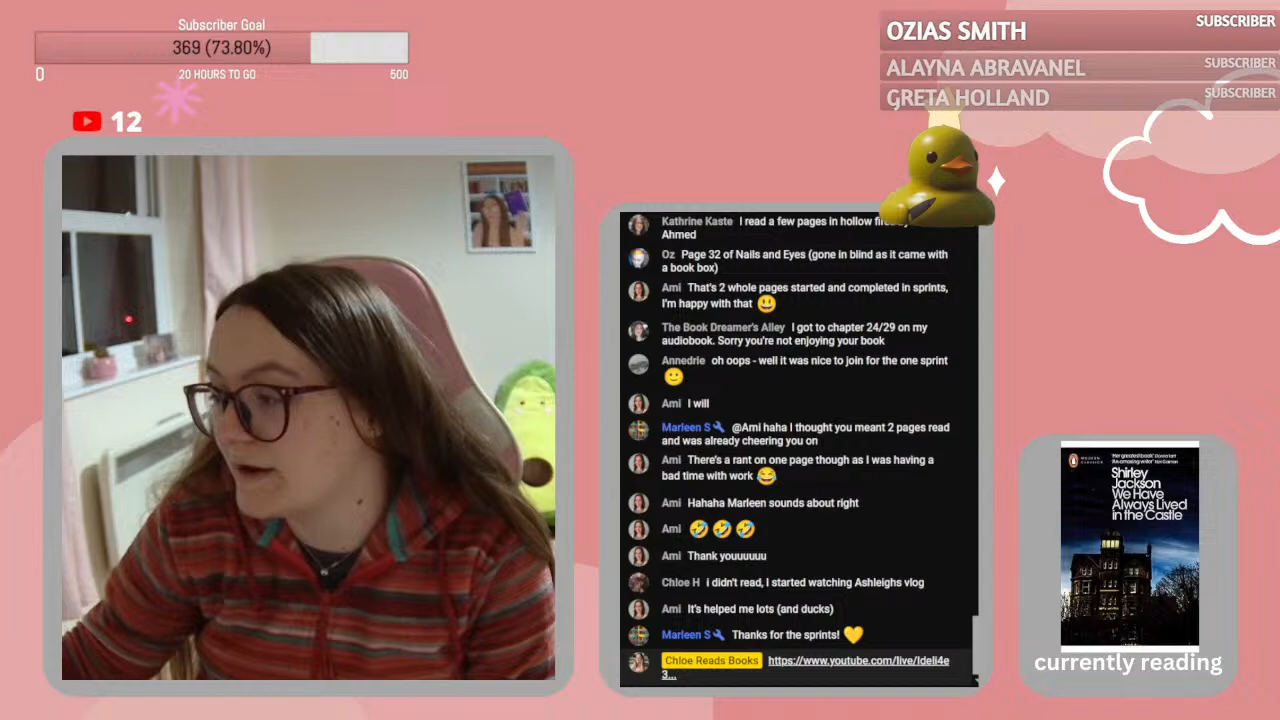 Subscriber Goal
369 (73.80%)
0
20 HOURS TO GO
500
12
OZIAS SMITH
SUBSCRIBER
ALAYNA ABRAVANEL
SUBSCRIBER
GRETA HOLLAND
SUBSCRIBER
Kathrine Kaste I read a few pages in hollow
Ahmed
Oz Page 32 of Nails and Eyes (gone in blind as it came with
a book box)
Ami That's 2 whole pages started and completed in sprints,
I'm happy with that 😃
The Book Dreamer's Alley I got to chapter 24/29 on my
audiobook. Sorry you're not enjoying your book
Annedrie oh oops - well it was nice to join for the one sprint
🙂
Ami I will
Marleen S @Ami haha I thought you meant 2 pages read
and was already cheering you on
Ami There's a rant on one page though as I was having a
bad time with work 😂
Ami Hahaha Marleen sounds about right
Ami 🤣🤣🤣
Ami Thank youuuuuu
Chloe H i didn't read, I started watching Ashleighs vlog
Ami It's helped me lots (and ducks)
Marleen S Thanks for the sprints! 💛
Chloe Reads Books https://www.youtube.com/live/Ideli4e
3...
Shirley
Jackson
We Have
Always Lived
in the Castle
currently reading